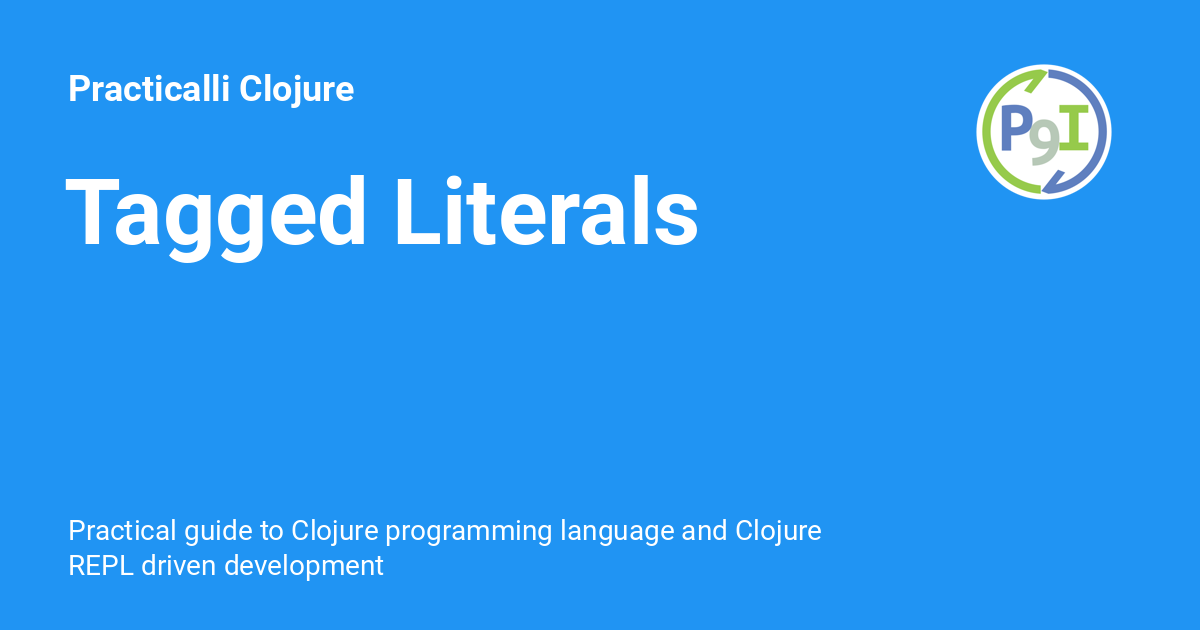 Practicalli Clojure
P9I
Tagged Literals
Practical guide to Clojure programming language and Clojure
REPL driven development